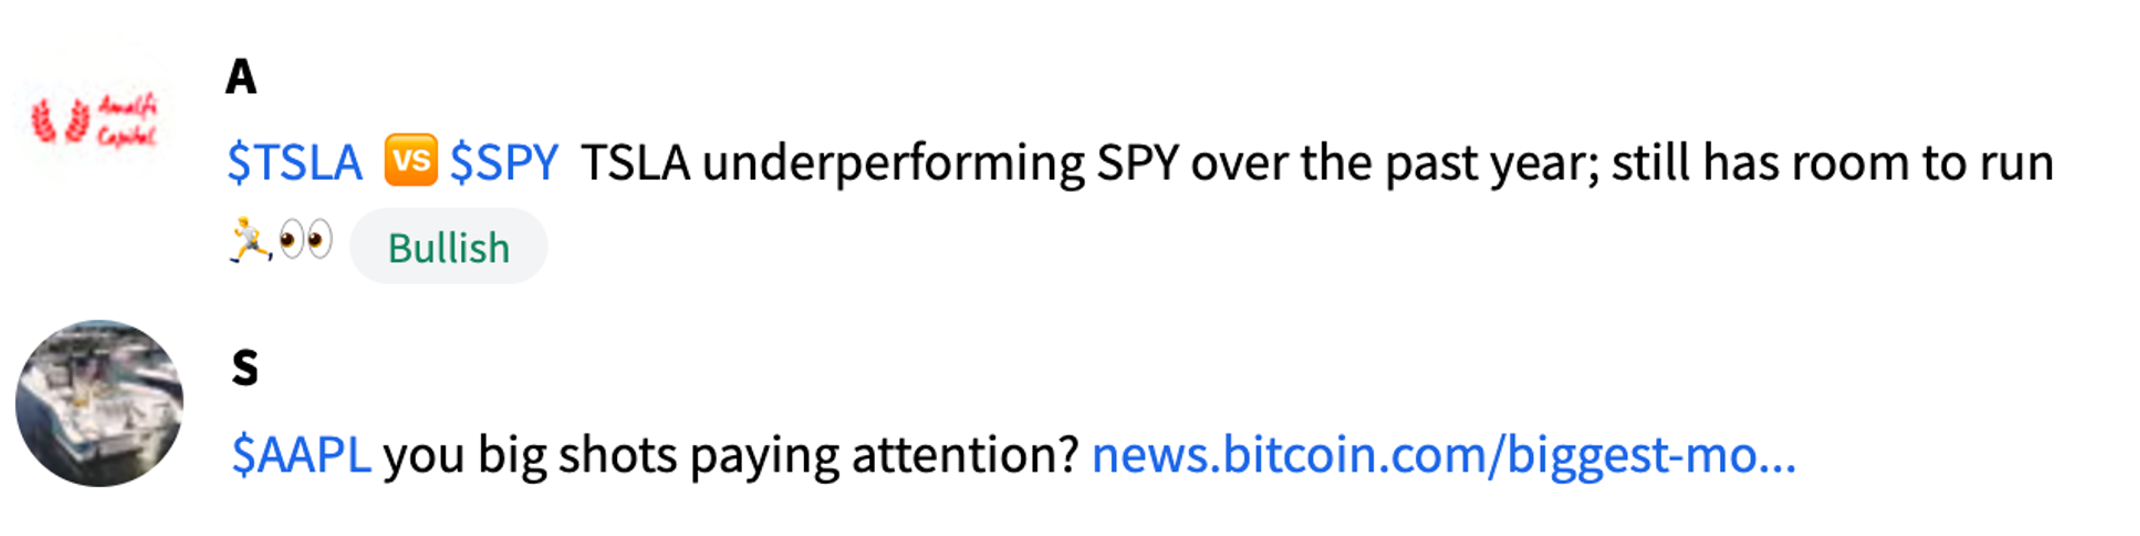 Amalfi
Capital
A
$TSLA 🆚 $SPY TSLA underperforming SPY over the past year; still has room to run
🏃👀 Bullish
S
$AAPL you big shots paying attention? news.bitcoin.com/biggest-mo...